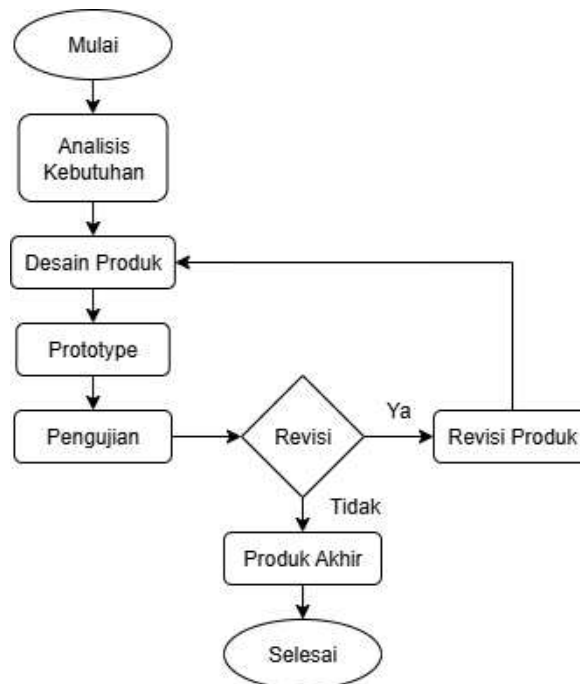 Mulai
Analisis
Kebutuhan
Desain Produk
Prototype
Pengujian
Revisi
Ya
Revisi Produk
Tidak
Produk Akhir
Selesai